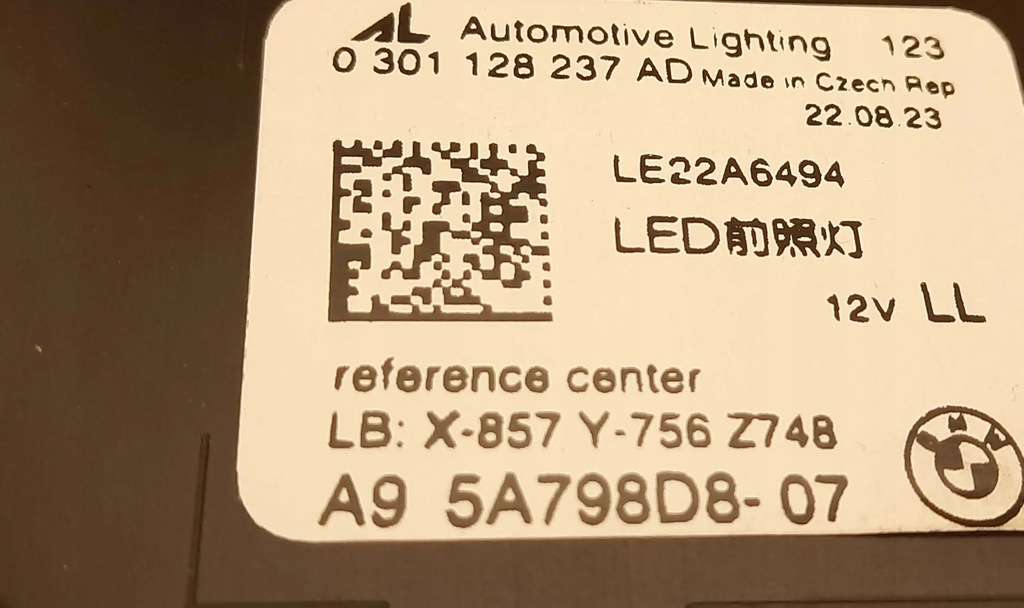 AL Automotive Lighting 123
0 301 128 237 AD Made in Czech Rep
22.08.23
LE22A6494
LED前照灯
12V LL
reference center
LB: X-857 Y-756 Z748
A9 5A798D8-07
BMW